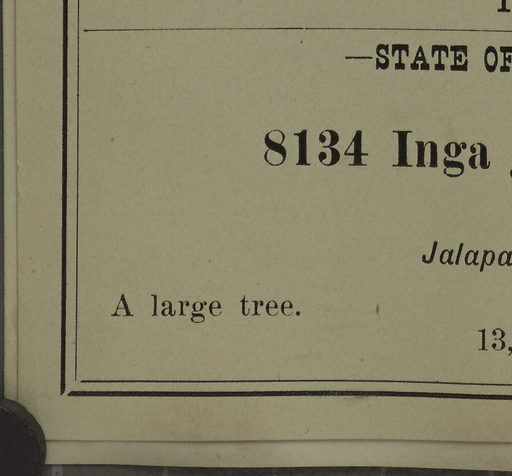 —STATE OF
8134 Inga
Jalapa
A large tree.
13,